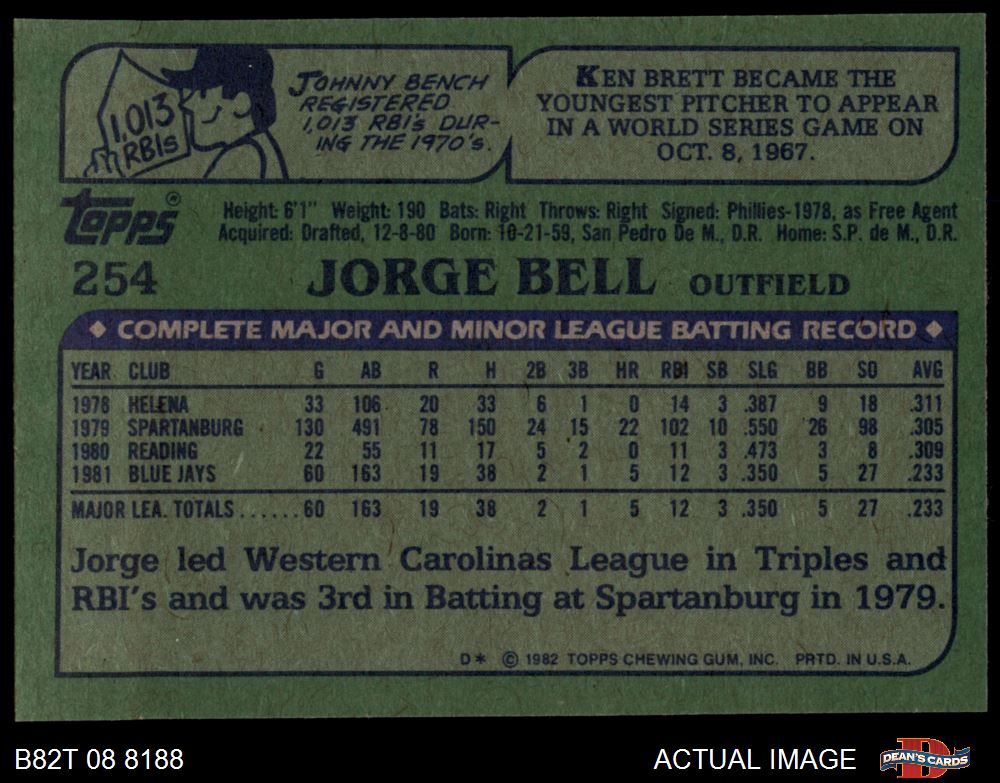 1,013
RBIs
JOHNNY BENCH
REGISTERED
1,013 RBI's DUR-
ING THE 1970's.
KEN BRETT BECAME THE
YOUNGEST PITCHER TO APPEAR
IN A WORLD SERIES GAME ON
OCT. 8, 1967.
topps®
Height: 6'1" Weight: 190 Bats: Right Throws: Right Signed: Phillies-1978, as Free Agent
Acquired: Drafted, 12-8-80 Born: 10-21-59, San Pedro De M., D.R. Home: S.P. de M., D.R.
254 JORGE BELL OUTFIELD
◆ COMPLETE MAJOR AND MINOR LEAGUE BATTING RECORD ◆
YEAR CLUB G AB R H 2B 3B HR RBI SB SLG BB SO AVG
1978 HELENA 33 106 20 33 6 1 0 14 3 .387 9 18 .311
1979 SPARTANBURG 130 491 78 150 24 15 22 102 10 .550 26 98 .305
1980 READING 22 55 11 17 5 2 0 11 3 .473 3 8 .309
1981 BLUE JAYS 60 163 19 38 2 1 5 12 3 .350 5 27 .233
MAJOR LEA. TOTALS......60 163 19 38 2 1 5 12 3 .350 5 27 .233
Jorge led Western Carolinas League in Triples and
RBI's and was 3rd in Batting at Spartanburg in 1979.
D* © 1982 TOPPS CHEWING GUM, INC. PRTD. IN U.S.A.
B82T 08 8188 ACTUAL IMAGE DEAN'S CARDS